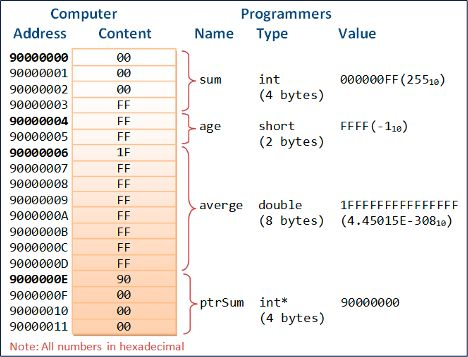 Computer Programmers
Address Content Name Type Value
90000000 00
90000001 00
90000002 00
90000003 FF
sum int 000000FF(255₁₀)
(4 bytes)
90000004 FF
90000005 FF
age short FFFF(-1₁₀)
(2 bytes)
90000006 1F
90000007 FF
90000008 FF
90000009 FF
9000000A FF
9000000B FF
9000000C FF
9000000D FF
averge double 1FFFFFFFFFFFFFFF
(8 bytes) (4.45015E-308₁₀)
9000000E 90
9000000F 00
90000010 00
90000011 00
ptrSum int* 90000000
(4 bytes)
Note: All numbers in hexadecimal